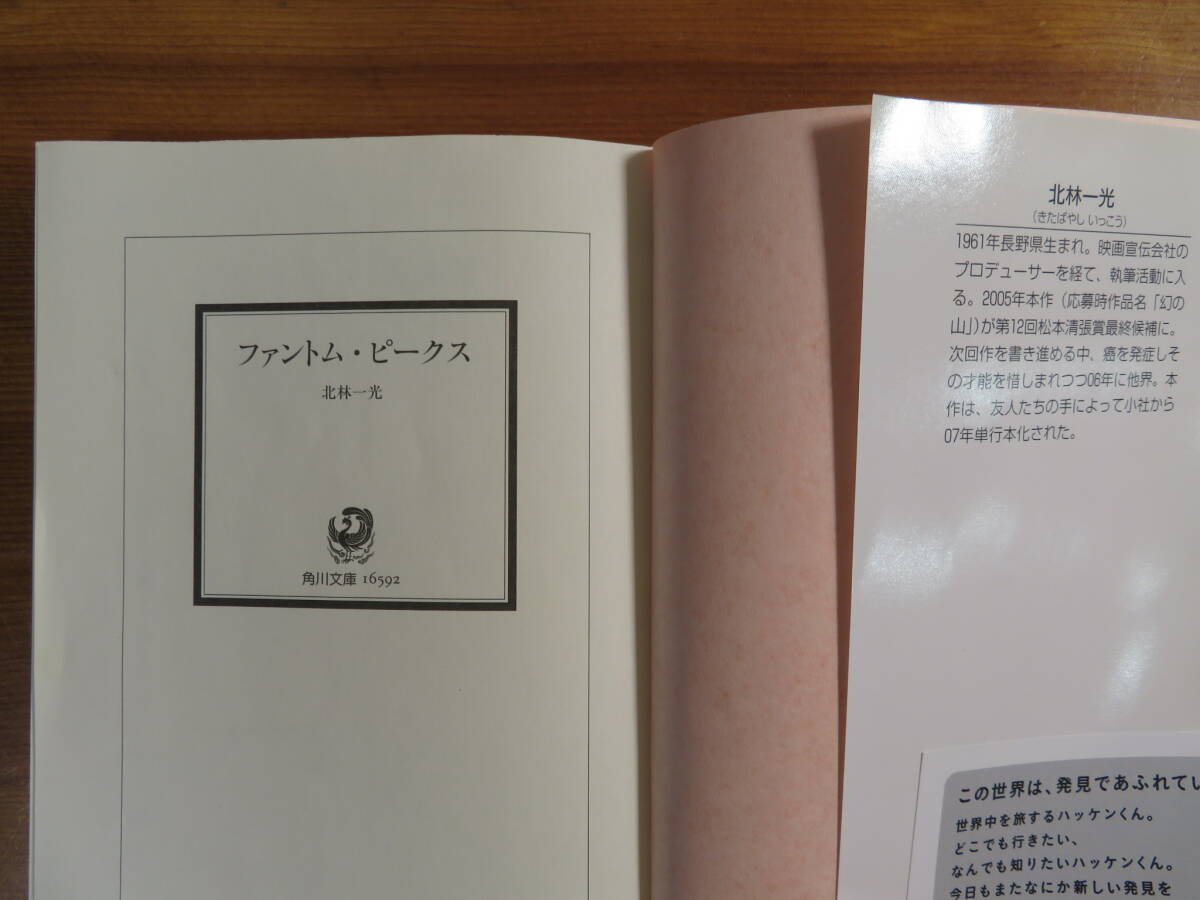 ファントム・ピークス
北林一光
角川文庫 16592
北林一光
(きたばやし いっこう)
1961年長野県生まれ。映画宣伝会社の
プロデューサーを経て、執筆活動に入
る。2005年本作(応募時作品名「幻の
山」)が第12回松本清張賞最終候補に。
次回作を書き進める中、癌を発症しそ
の才能を惜しまれつつ06年に他界。本
作は、友人たちの手によって小社から
07年単行本化された。
この世界は、発見であふれてい
世界中を旅するハッケンくん。
どこでも行きたい、
なんでも知りたいハッケンくん。
今日もまたなにか新しい発見を